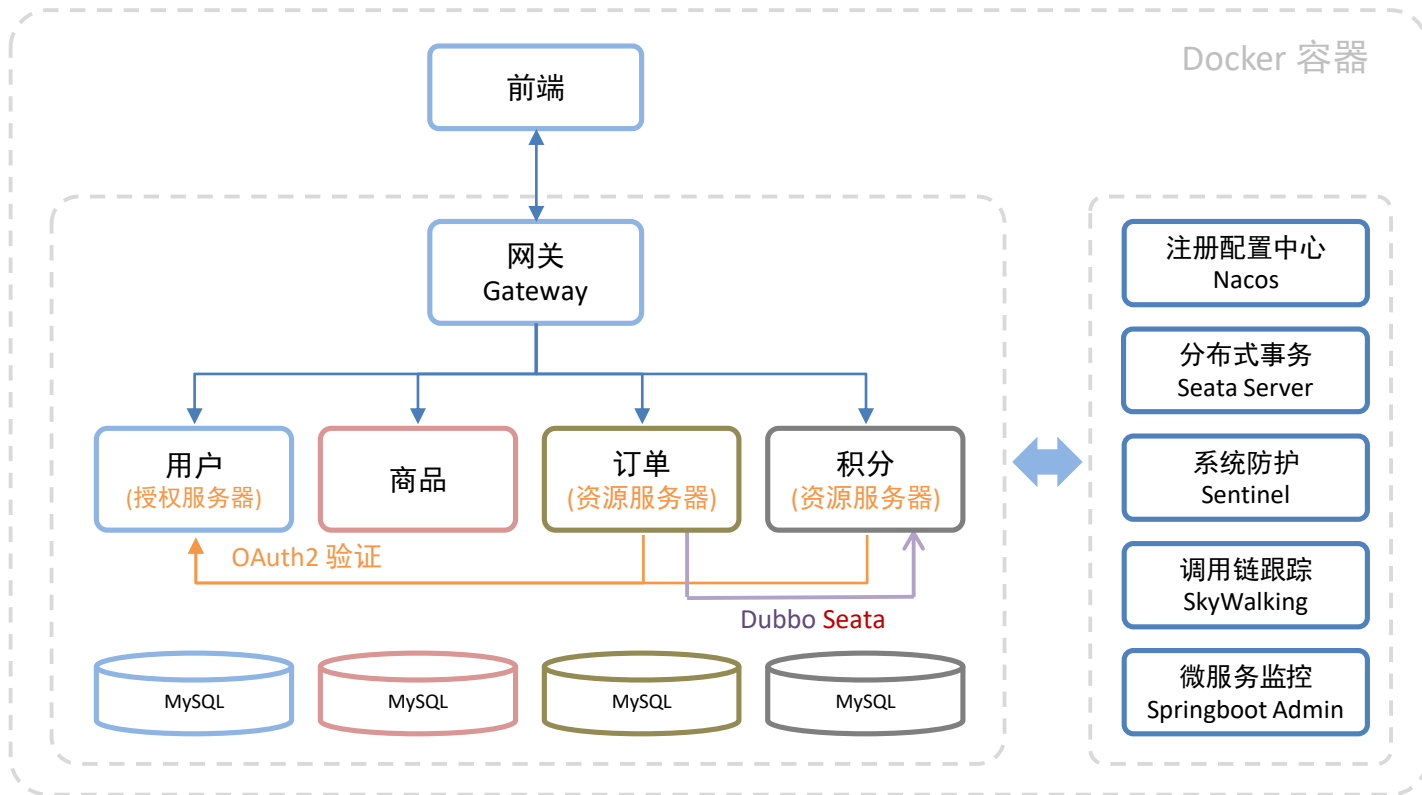 Docker 容器
前端
网关
Gateway
用户
(授权服务器)
商品
订单
(资源服务器)
积分
(资源服务器)
OAuth2 验证
Dubbo Seata
MySQL
MySQL
MySQL
MySQL
注册配置中心
Nacos
分布式事务
Seata Server
系统防护
Sentinel
调用链跟踪
SkyWalking
微服务监控
Springboot Admin